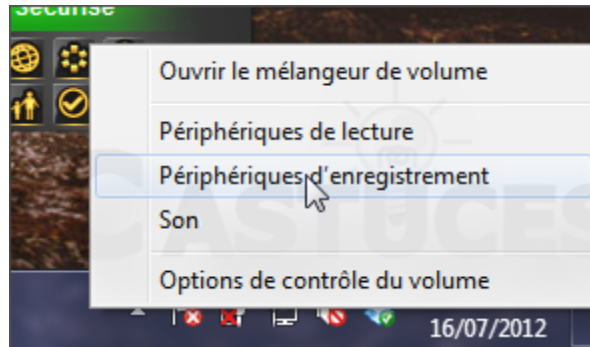 Sécurisé
Ouvrir le mélangeur de volume
Périphériques de lecture
Périphériques d'enregistrement
Son
ASTUCES
Options de contrôle du volume
16/07/2012